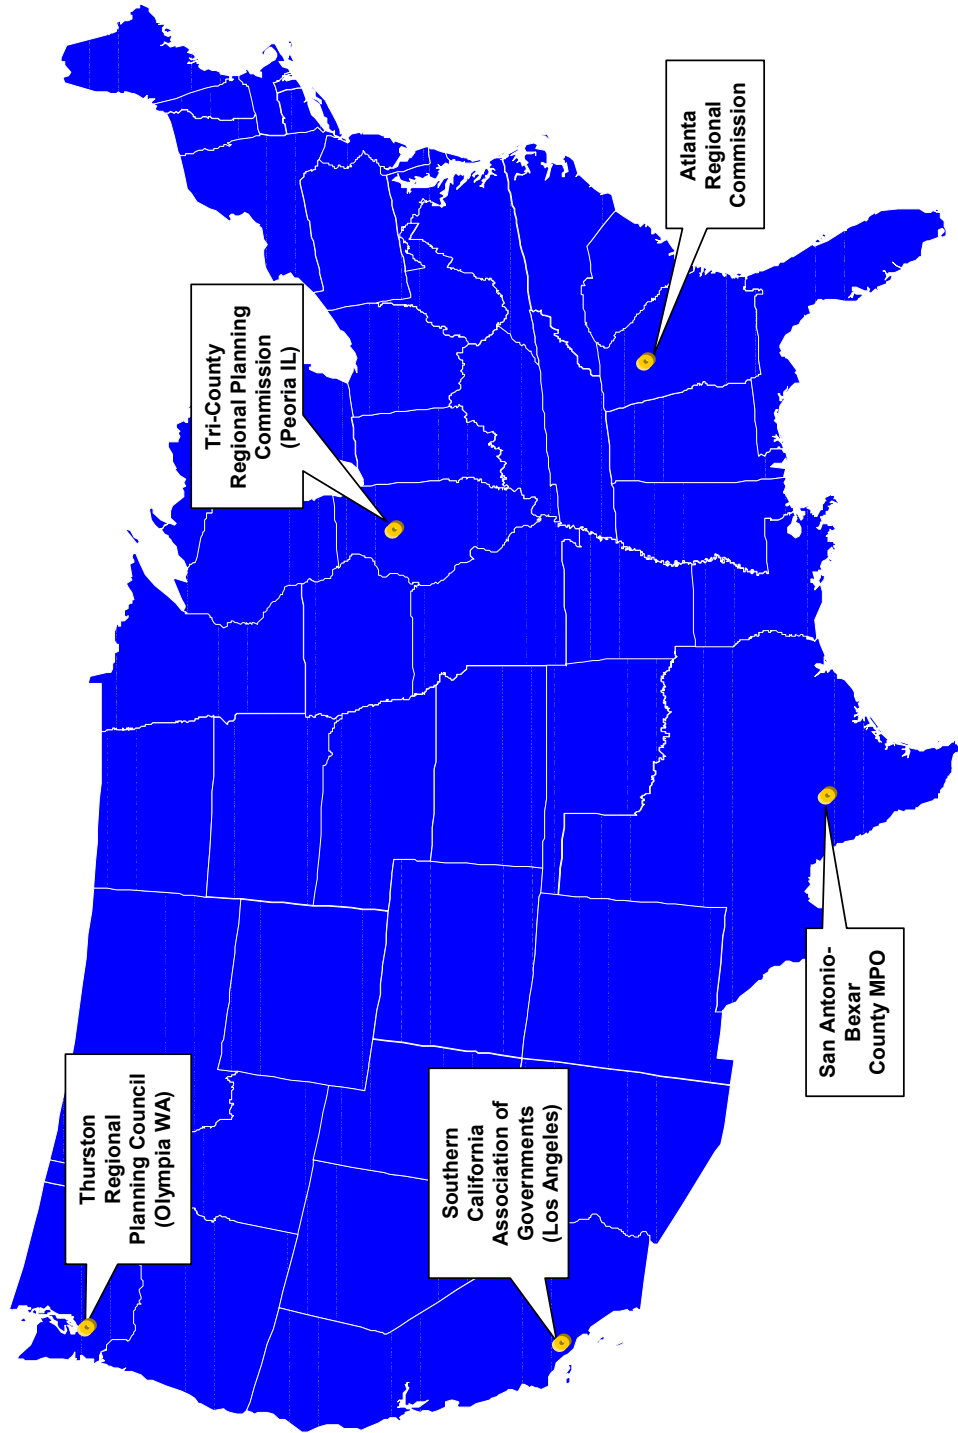 Thurston
Regional
Planning Council
(Olympia WA)
Southern
California
Association of
Governments
(Los Angeles)
San Antonio-
Bexar
County MPO
Tri-County
Regional Planning
Commission
(Peoria IL)
Atlanta
Regional
Commission